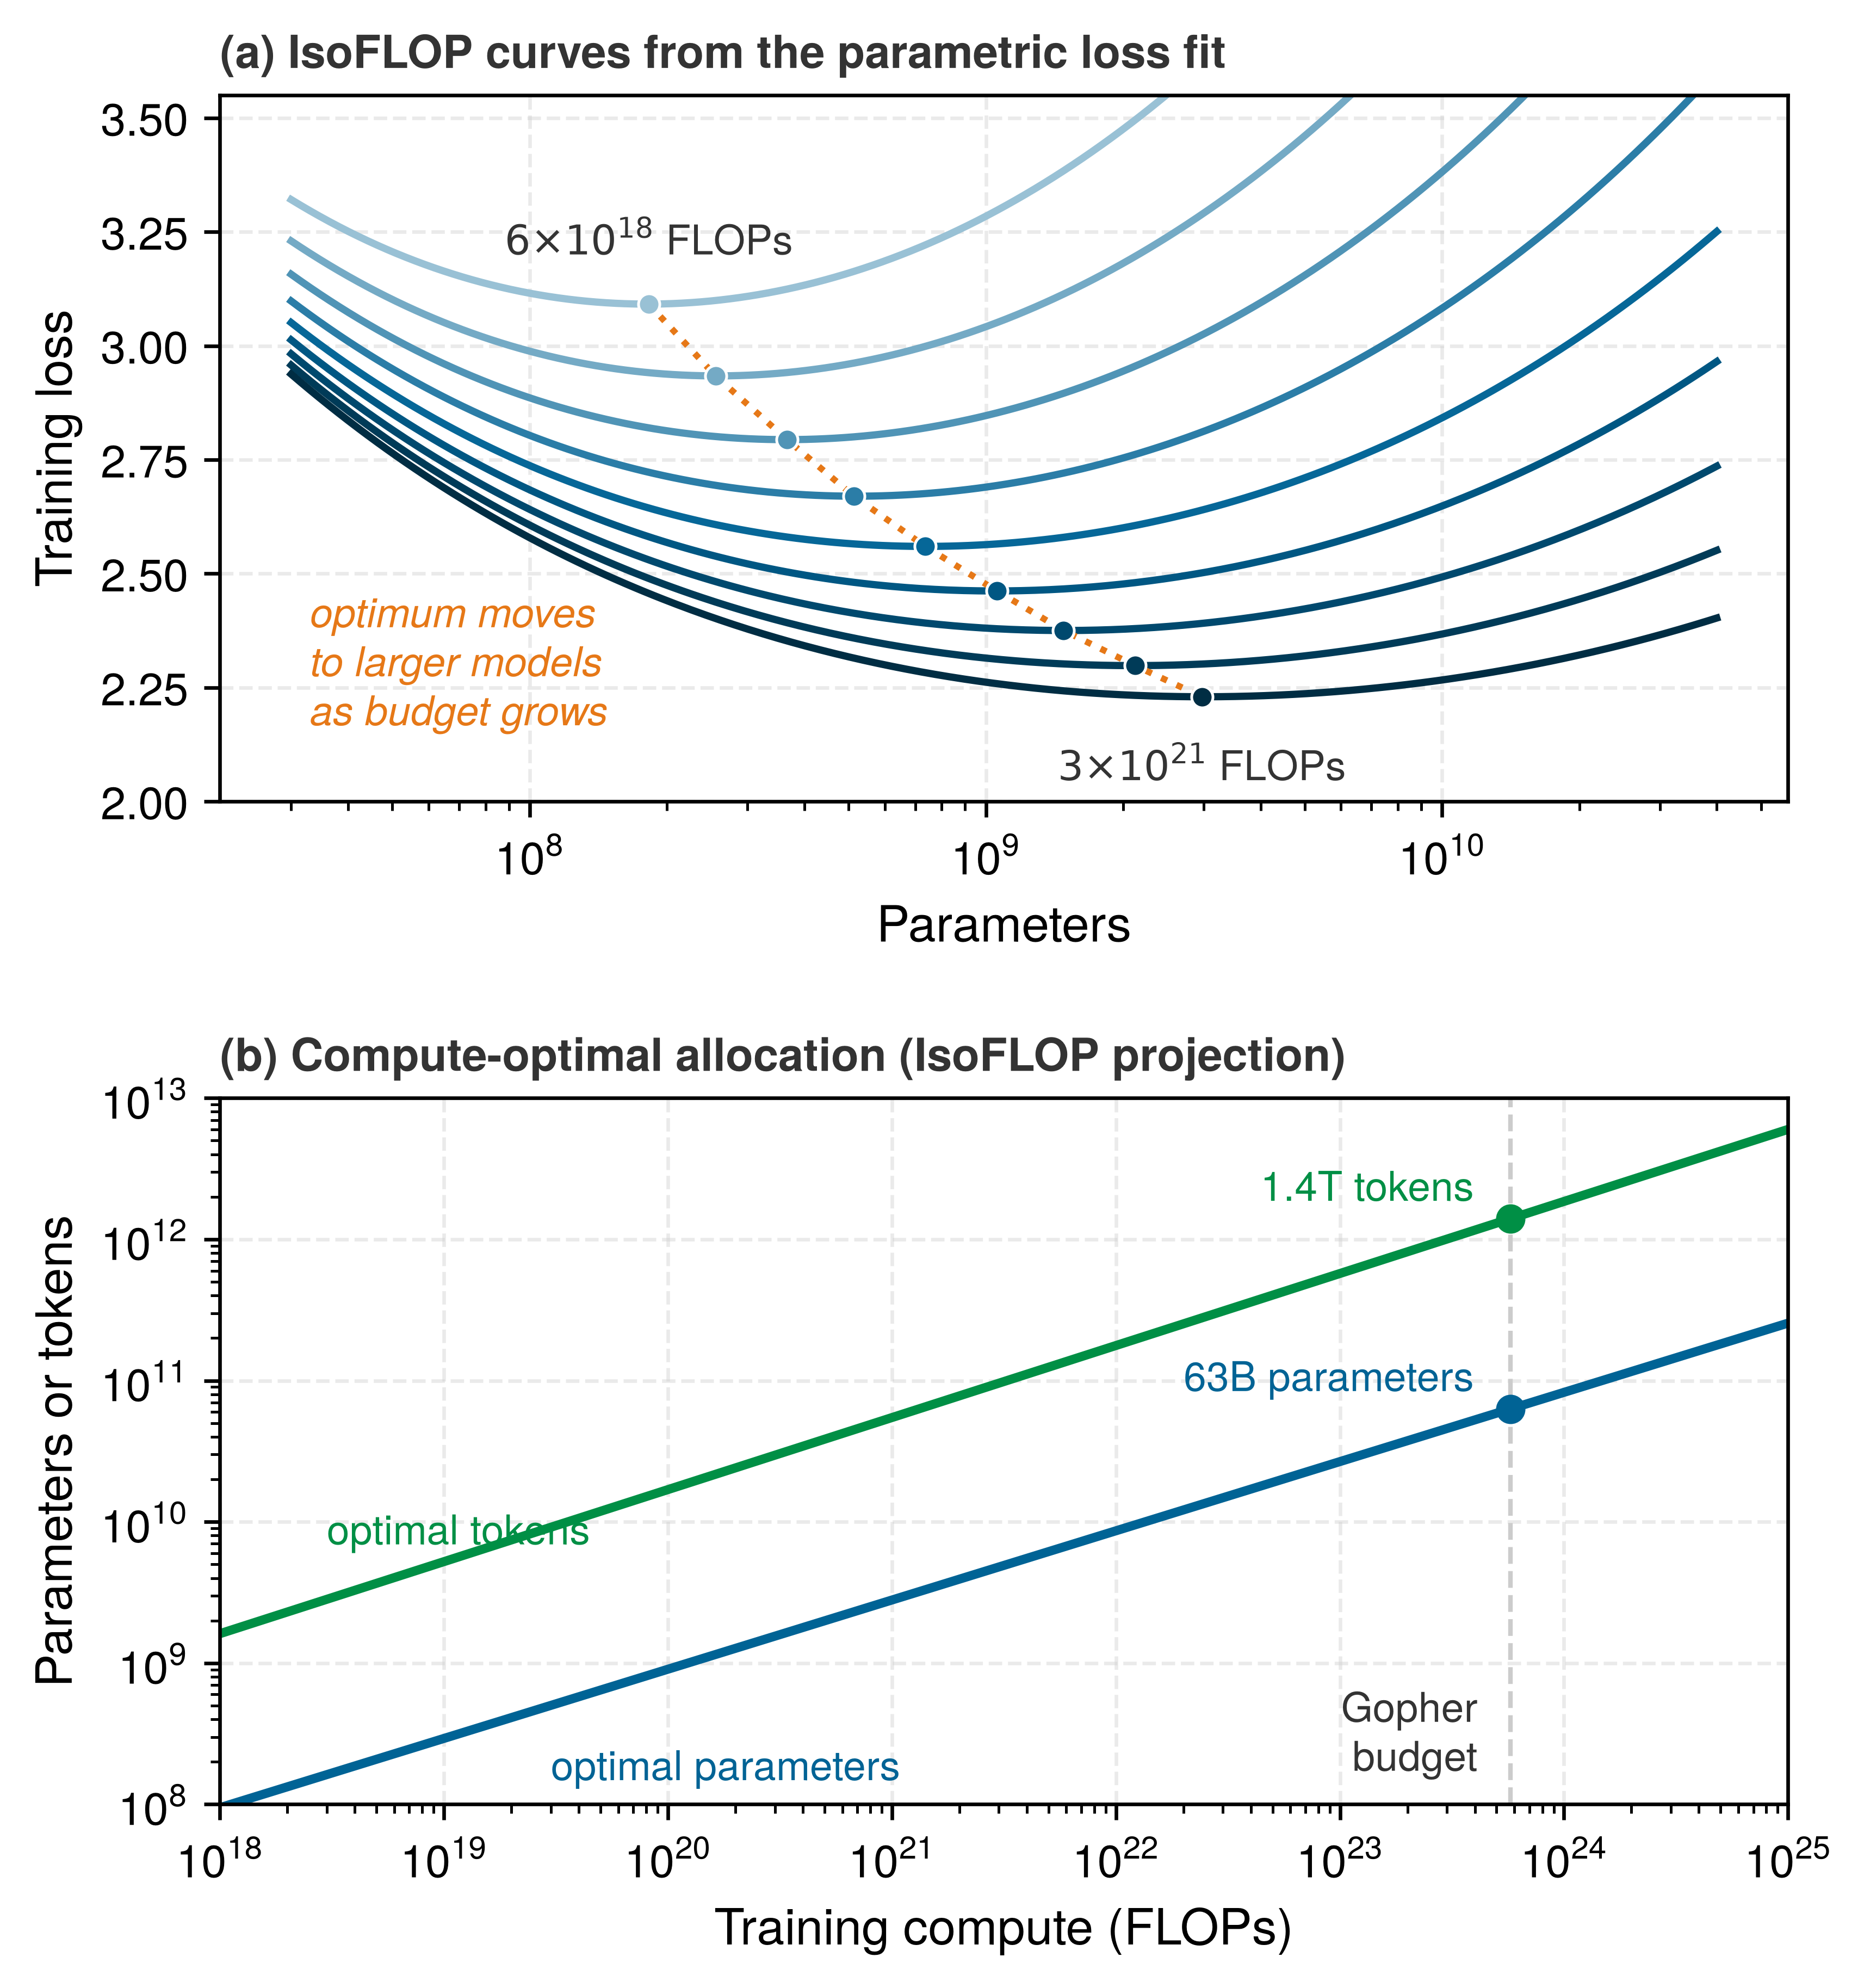 (a) IsoFLOP curves from the parametric loss fit
3.50
3.25
3.00
2.75
2.50
2.25
2.00
Training loss
6×10¹⁸ FLOPs
optimum moves
to larger models
as budget grows
3×10²¹ FLOPs
10⁸ 10⁹ 10¹⁰
Parameters
(b) Compute-optimal allocation (IsoFLOP projection)
10¹³
10¹²
10¹¹
10¹⁰
10⁹
10⁸
Parameters or tokens
1.4T tokens
63B parameters
optimal tokens
optimal parameters
Gopher
budget
10¹⁸ 10¹⁹ 10²⁰ 10²¹ 10²² 10²³ 10²⁴ 10²⁵
Training compute (FLOPs)